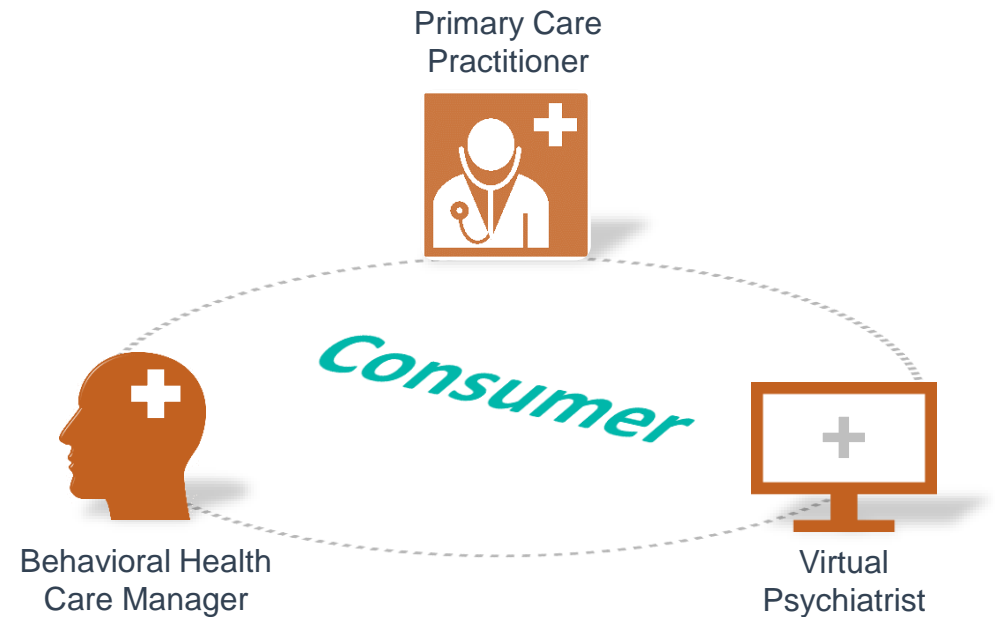 Primary Care
Practitioner
Consumer
Behavioral Health
Care Manager
Virtual
Psychiatrist